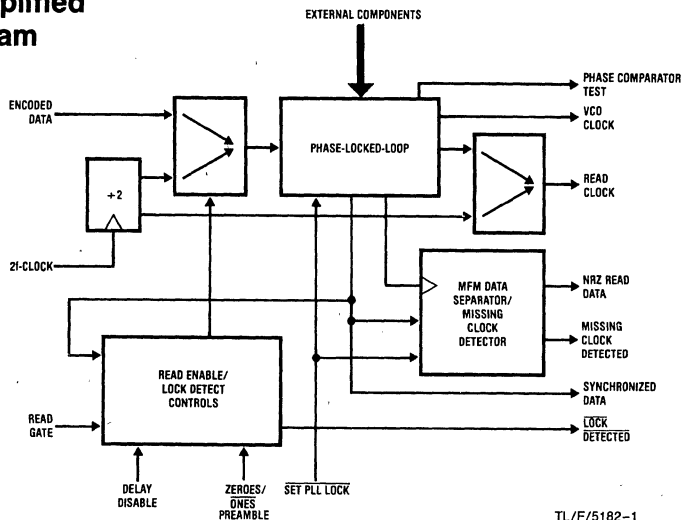 am
EXTERNAL COMPONENTS
ENCODED
DATA
PHASE-LOCKED-LOOP
PHASE COMPARATOR
TEST
VCO
CLOCK
READ
CLOCK
÷2
2f-CLOCK
MFM DATA
SEPARATOR/
MISSING
CLOCK
DETECTOR
NRZ READ
DATA
MISSING
CLOCK
DETECTED
SYNCHRONIZED
DATA
LOCK
DETECTED
READ ENABLE/
LOCK DETECT
CONTROLS
READ
GATE
DELAY
DISABLE
ZEROES/
ONES
PREAMBLE
SET PLL LOCK
TL/F/5182-1